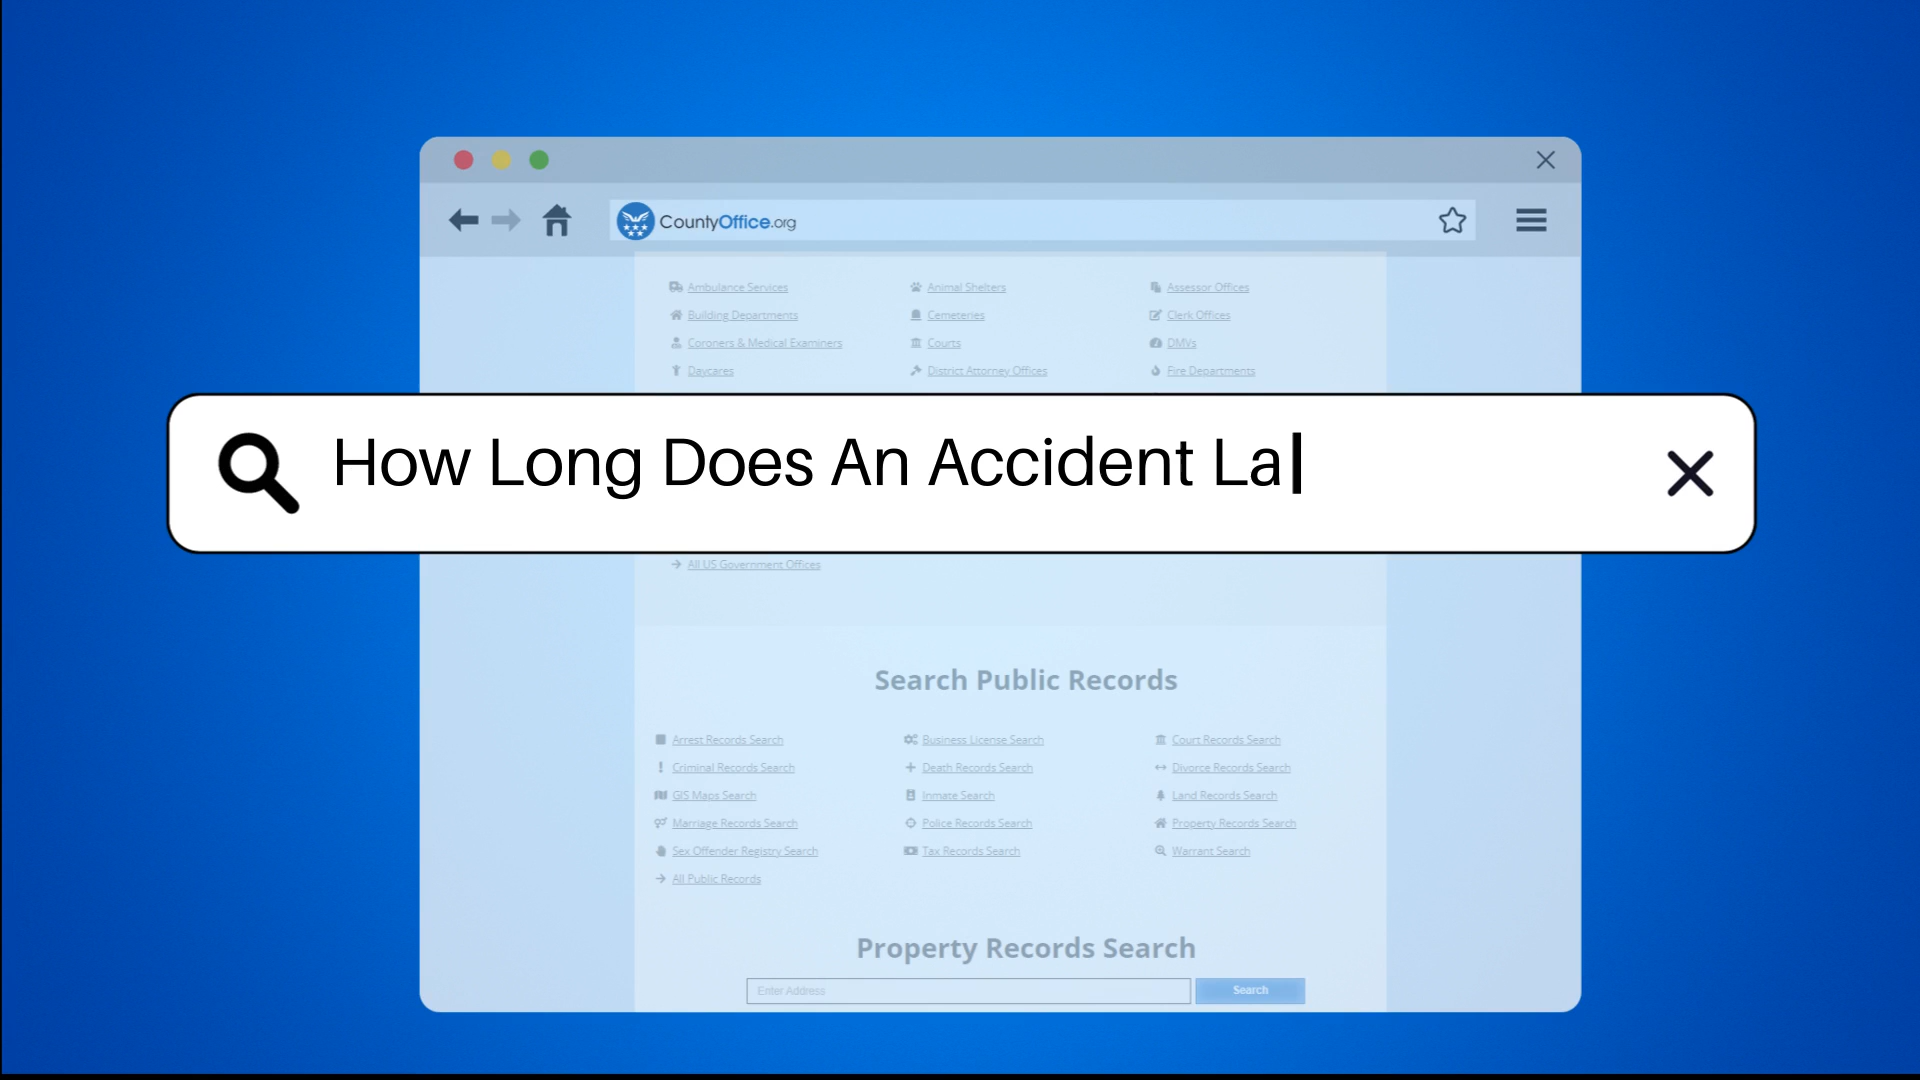 CountyOffice.org
Ambulance Services Animal Shelters Assessor Offices
Building Departments Cemeteries Clerk Offices
Coroners & Medical Examiners Courts DMVs
Daycares District Attorney Offices Fire Departments
How Long Does An Accident La
All US Government Offices
Search Public Records
Arrest Records Search Business License Search Court Records Search
Criminal Records Search Death Records Search Divorce Records Search
GIS Maps Search Inmate Search Land Records Search
Marriage Records Search Police Records Search Property Records Search
Sex Offender Registry Search Tax Records Search Warrant Search
All Public Records
Property Records Search
Enter Address Search